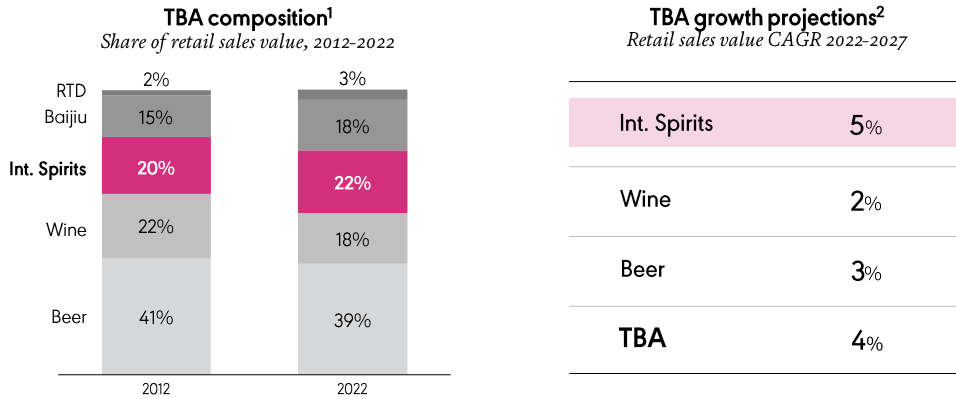 TBA composition¹
Share of retail sales value, 2012-2022
2%
3%
RTD
Baijiu
15%
18%
Int. Spirits
20%
22%
Wine
22%
18%
Beer
41%
39%
2012
2022
TBA growth projections²
Retail sales value CAGR 2022-2027
Int. Spirits 5%
Wine 2%
Beer 3%
TBA 4%